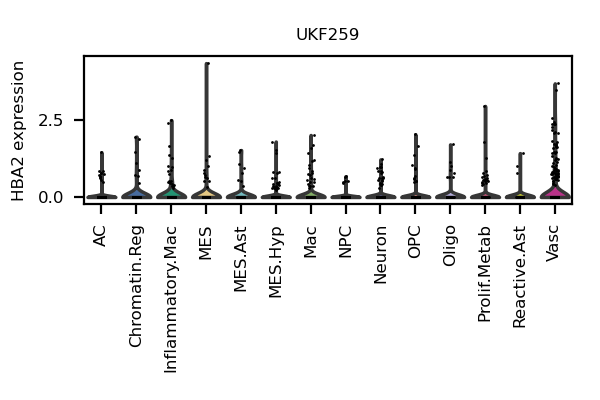 UKF259
HBA2 expression
2.5
0.0
AC
Chromatin.Reg
Inflammatory.Mac
MES
MES.Ast
MES.Hyp
Mac
NPC
Neuron
OPC
Oligo
Prolif.Metab
Reactive.Ast
Vasc